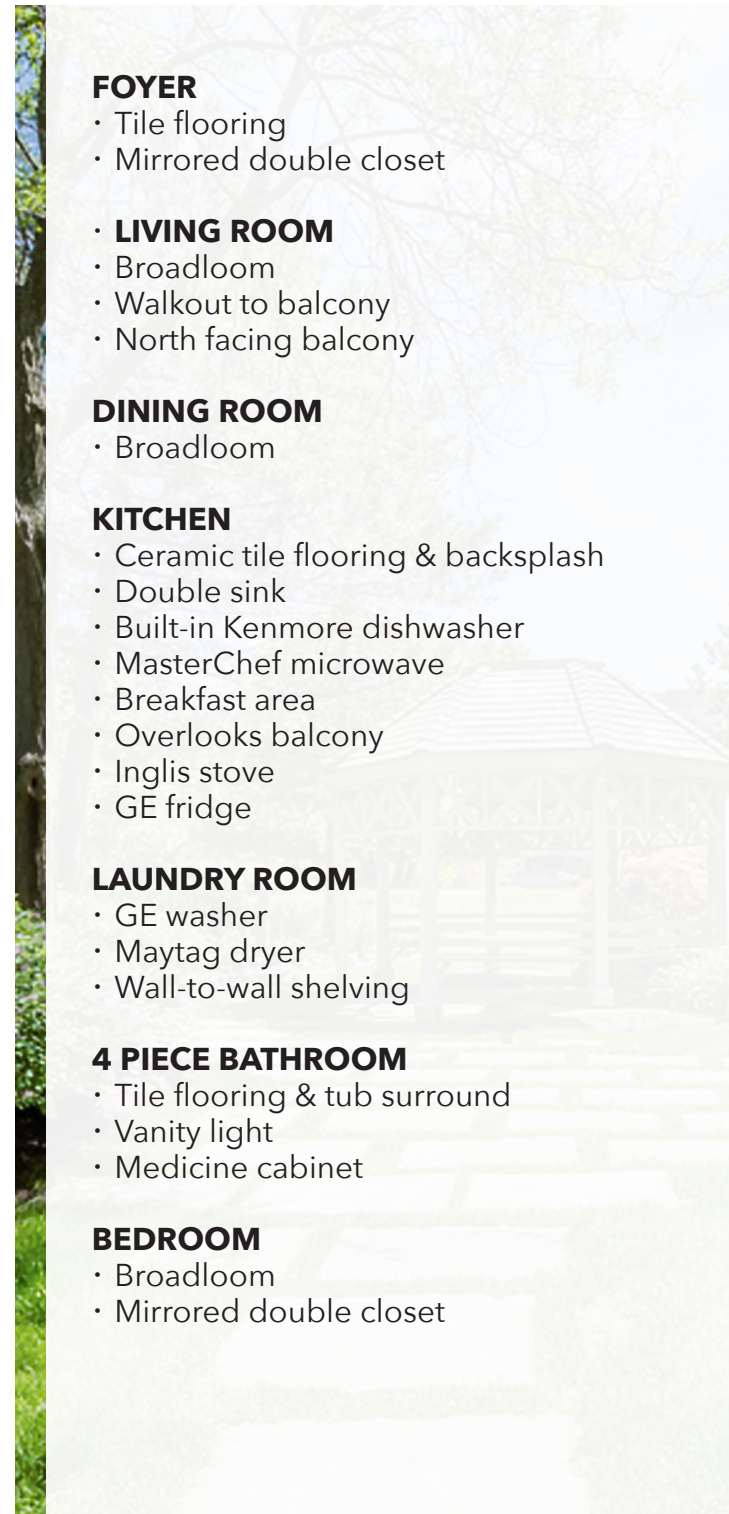 FOYER
· Tile flooring
· Mirrored double closet
· LIVING ROOM
· Broadloom
· Walkout to balcony
· North facing balcony
DINING ROOM
· Broadloom
KITCHEN
· Ceramic tile flooring & backsplash
· Double sink
· Built-in Kenmore dishwasher
· MasterChef microwave
· Breakfast area
· Overlooks balcony
· Inglis stove
· GE fridge
LAUNDRY ROOM
· GE washer
· Maytag dryer
· Wall-to-wall shelving
4 PIECE BATHROOM
· Tile flooring & tub surround
· Vanity light
· Medicine cabinet
BEDROOM
· Broadloom
· Mirrored double closet